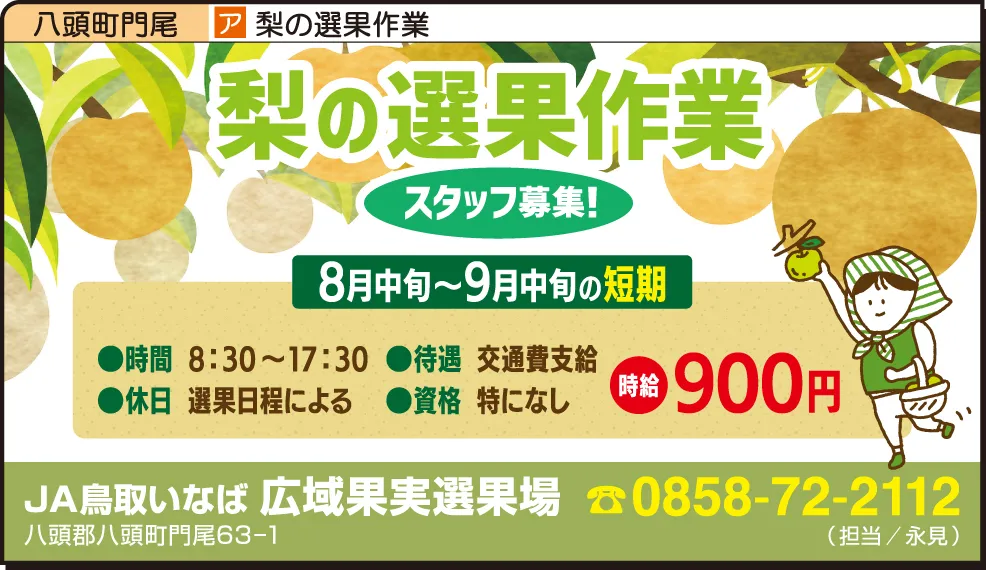 八頭町門尾 ア 梨の選果作業
梨の選果作業
スタッフ募集!
8月中旬～9月中旬の短期
●時間 8:30～17:30 ●待遇 交通費支給
●休日 選果日程による ●資格 特になし
時給900円
JA鳥取いなば 広域果実選果場 ☎0858-72-2112
八頭郡八頭町門尾63-1 (担当/永見)